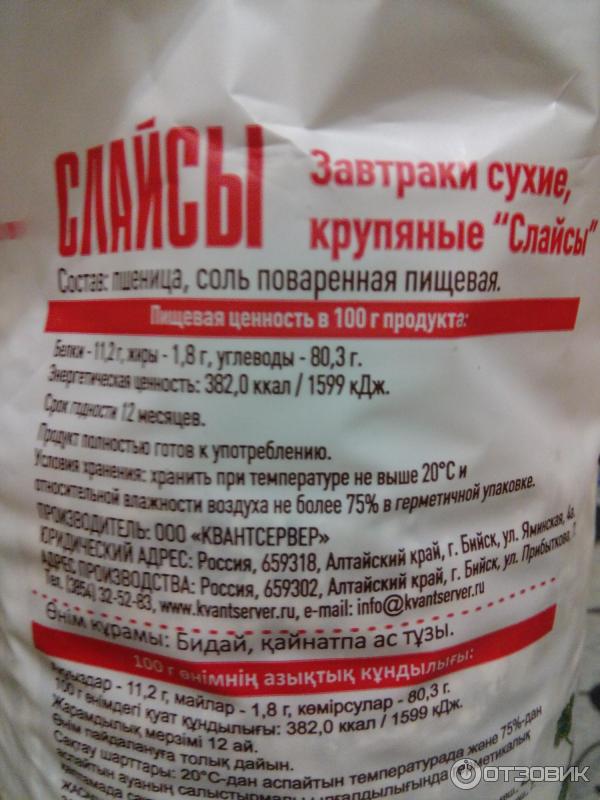 СЛАЙСЫ
Завтраки сухие,
крупяные “Слайсы”
Состав: пшеница, соль поваренная пищевая.
Пищевая ценность в 100 г продукта:
Белки - 11,2 г, жиры - 1,8 г, углеводы - 80,3 г.
Энергетическая ценность: 382,0 ккал / 1599 кДж.
Срок годности 12 месяцев.
Продукт полностью готов к употреблению.
Условия хранения: хранить при температуре не выше 20°С и
относительной влажности воздуха не более 75% в герметичной упаковке.
ПРОИЗВОДИТЕЛЬ: ООО «КВАНТСЕРВЕР»
ЮРИДИЧЕСКИЙ АДРЕС: Россия, 659318, Алтайский край, г. Бийск, ул. Яминская, 4а.
АДРЕС ПРОИЗВОДСТВА: Россия, 659302, Алтайский край, г. Бийск, ул. Прибыткова,
Тел. (3854) 32-52-83, www.kvantserver.ru, e-mail: info@kvantserver.ru
Өнім құрамы: Бидай, қайнатпа ас тұзы.
100 г өнімнің азықтық құндылығы:
Ақуыздар - 11,2 г, майлар - 1,8 г, көмірсулар - 80,3 г.
100 г өнімдегі қуат құндылығы: 382,0 ккал / 1599 кДж.
Жарамдылық мерзімі 12 ай.
Өнім пайдалануға толық дайын.
Сақтау шарттары: 20°С-дан аспайтын температурада және 75%-дан
аспайтын ауаның салыстырмалы ылғалдылығында
ОТЗОВИК